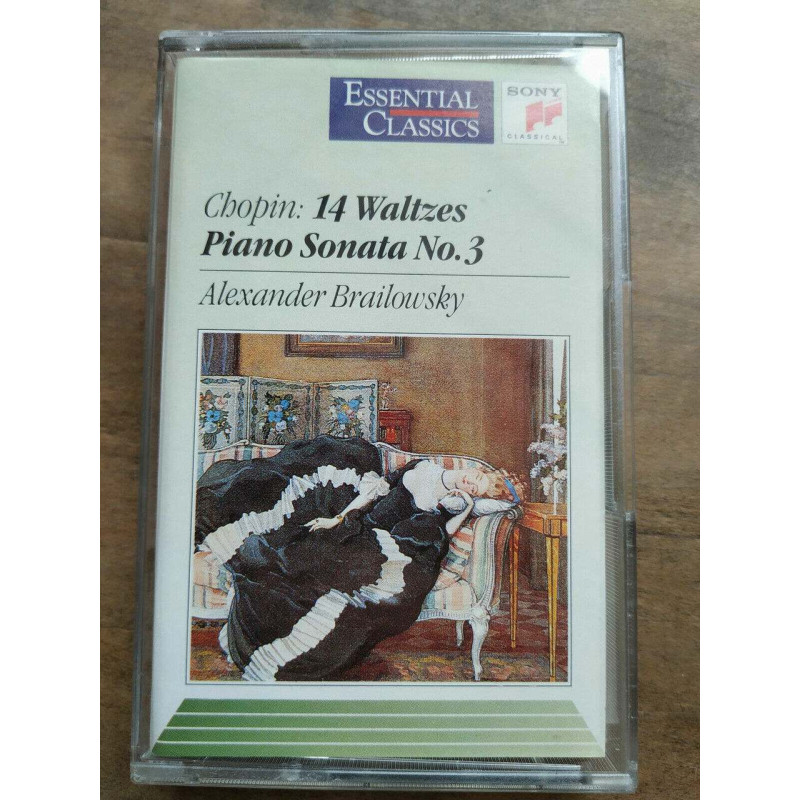 ESSENTIAL
CLASSICS
SONY
CLASSICAL
Chopin: 14 Waltzes
Piano Sonata No.3
Alexander Brailowsky